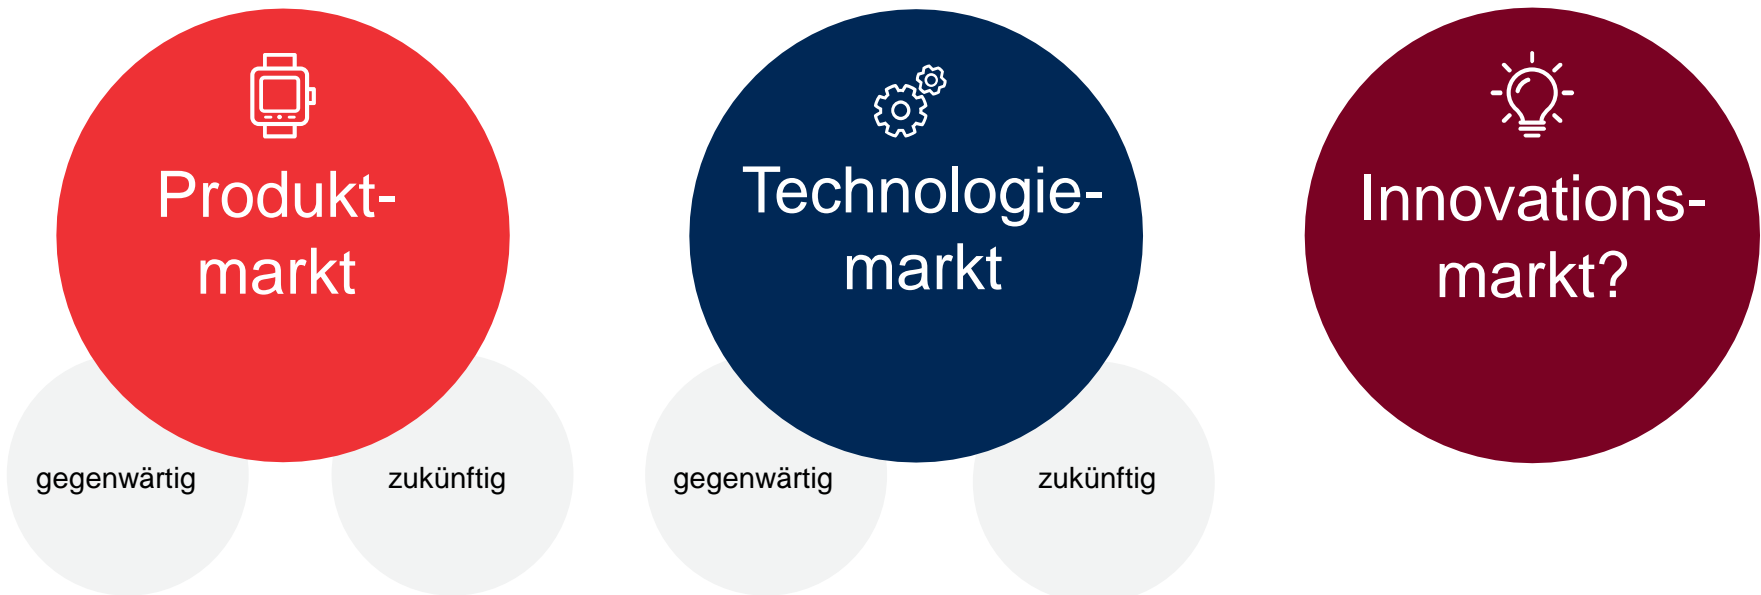 Produkt-
markt
gegenwärtig
zukünftig
Technologie-
markt
gegenwärtig
zukünftig
Innovations-
markt?